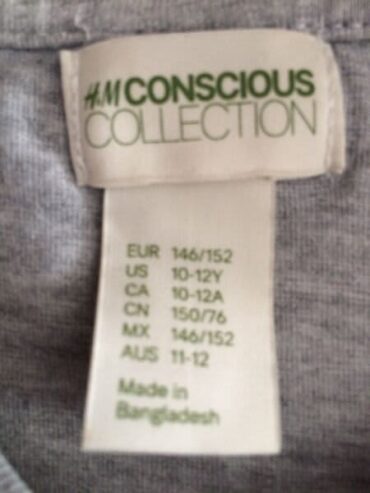 H&M CONSCIOUS
COLLECTION
EUR 146/152
US 10-12Y
CA 10-12A
CN 150/76
MX 146/152
AUS 11-12
Made in
Bangladesh